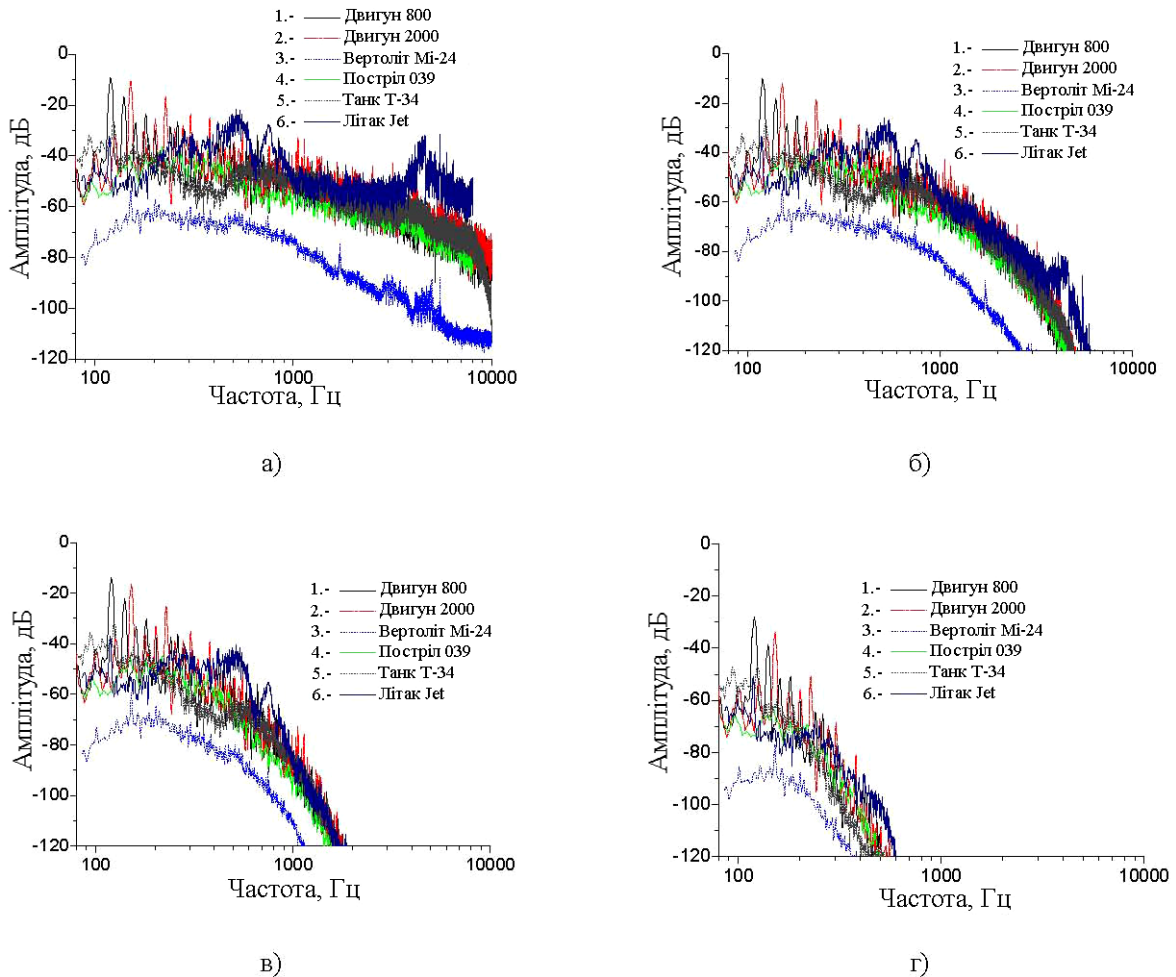 1.- Двигун 800
2.- Двигун 2000
3.- Вертоліт Мі-24
4.- Постріл 039
5.- Танк Т-34
6.- Літак Jet
Амплітуда, дБ
0
-20
-40
-60
-80
-100
-120
100 1000 10000
Частота, Гц
а)
1.- Двигун 800
2.- Двигун 2000
3.- Вертоліт Мі-24
4.- Постріл 039
5.- Танк Т-34
6.- Літак Jet
Амплітуда, дБ
0
-20
-40
-60
-80
-100
-120
100 1000 10000
Частота, Гц
б)
1.- Двигун 800
2.- Двигун 2000
3.- Вертоліт Мі-24
4.- Постріл 039
5.- Танк Т-34
6.- Літак Jet
Амплітуда, дБ
0
-20
-40
-60
-80
-100
-120
100 1000 10000
Частота, Гц
в)
1.- Двигун 800
2.- Двигун 2000
3.- Вертоліт Мі-24
4.- Постріл 039
5.- Танк Т-34
6.- Літак Jet
Амплітуда, дБ
0
-20
-40
-60
-80
-100
-120
100 1000 10000
Частота, Гц
г)